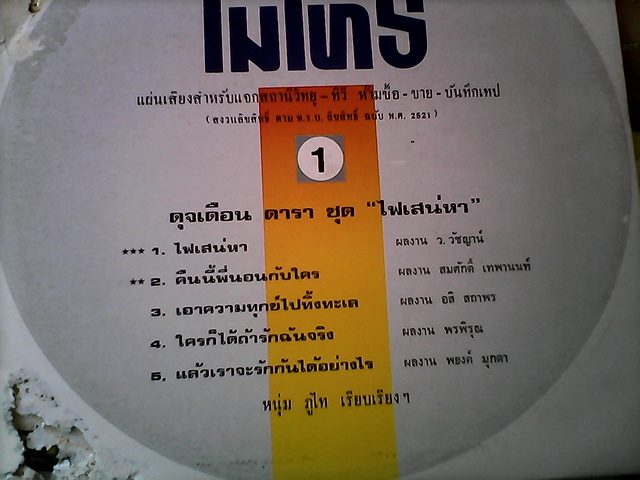 ไมโทร
แผ่นเสียงสำหรับแจกสถานีวิทยุ - ทีวี ห้ามซื้อ - ขาย - บันทึกเทป
( สงวนลิขสิทธิ์ ตาม พ.ร.บ. ลิขสิทธิ์ ฉบับ พ.ศ. 2521 )
1
ดุจเดือน ดารา ชุด “ไฟเสน่หา”
*** 1. ไฟเสน่หา ผลงาน ว. วัชญาน์
** 2. คืนนี้พี่นอนกับใคร ผลงาน สมศักดิ์ เทพานนท์
3. เอาความทุกข์ไปทิ้งทะเล ผลงาน อสิ สถาพร
4. ใครก็ได้ถ้ารักฉันจริง ผลงาน พรพิรุณ
5. แล้วเราจะรักกันได้อย่างไร ผลงาน พยงค์ มุกดา
หนุ่ม ภูไท เรียบเรียงฯ